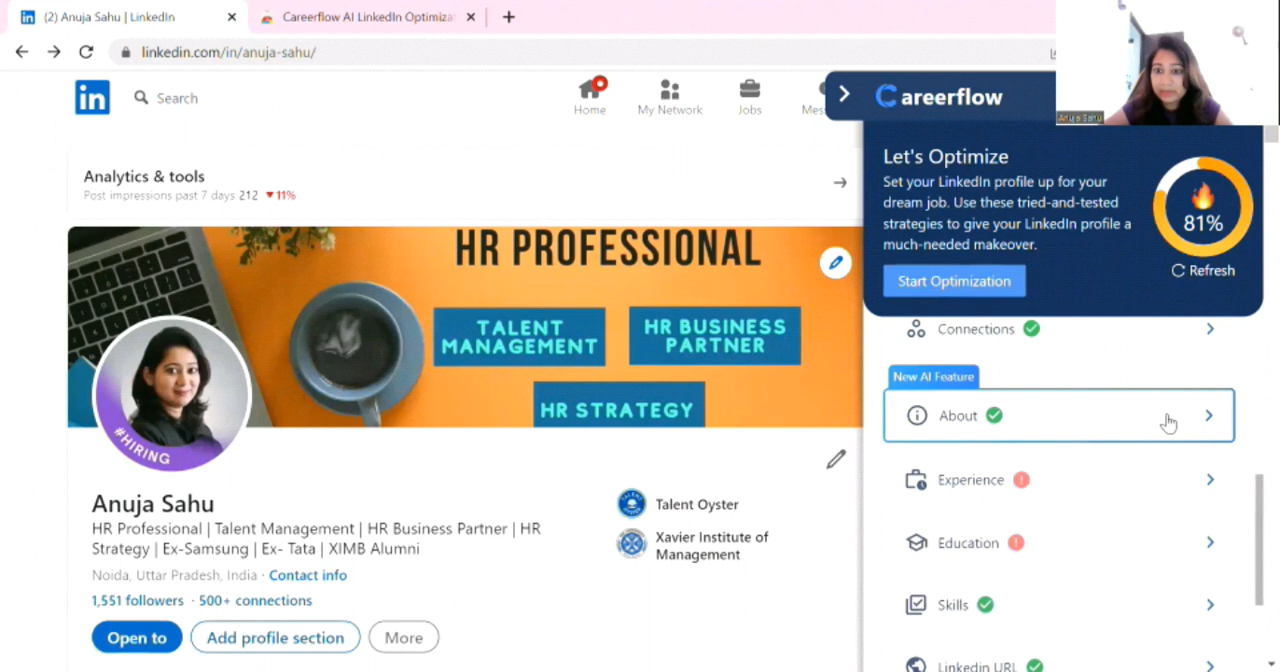 (2) Anuja Sahu | LinkedIn
Careerflow AI LinkedIn Optimiza
linkedin.com/in/anuja-sahu/
in
Search
Home
My Network
Jobs
Mes
Careerflow
Anuja Sahu
Analytics & tools
Post impressions past 7 days 212 ▼11%
Let's Optimize
Set your LinkedIn profile up for your
dream job. Use these tried-and-tested
strategies to give your LinkedIn profile a
much-needed makeover.
81%
Refresh
Start Optimization
HR PROFESSIONAL
TALENT
MANAGEMENT
HR BUSINESS
PARTNER
HR STRATEGY
#HIRING
Connections
New AI Feature
About
Experience
Education
Skills
Linkedin URL
Anuja Sahu
HR Professional | Talent Management | HR Business Partner | HR
Strategy | Ex-Samsung | Ex- Tata | XIMB Alumni
Talent Oyster
Xavier Institute of
Management
Noida, Uttar Pradesh, India · Contact info
1,551 followers · 500+ connections
Open to
Add profile section
More